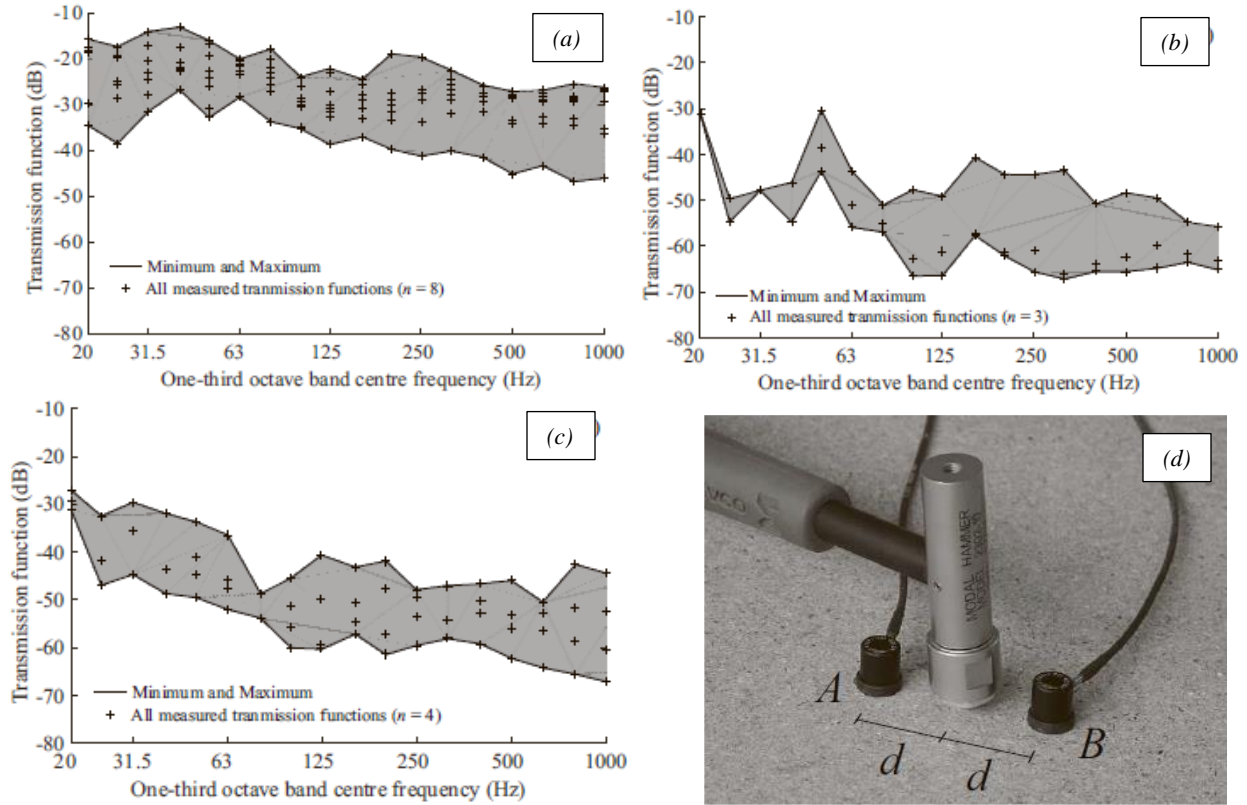 (a)
-10
-20
-30
-40
-50
-60
-70
-80
Transmission function (dB)
Minimum and Maximum
All measured tranmission functions (n = 8)
20 31.5 63 125 250 500 1000
One-third octave band centre frequency (Hz)
(b)
-10
-20
-30
-40
-50
-60
-70
-80
Transmission function (dB)
Minimum and Maximum
All measured tranmission functions (n = 3)
20 31.5 63 125 250 500 1000
One-third octave band centre frequency (Hz)
(c)
-10
-20
-30
-40
-50
-60
-70
-80
Transmission function (dB)
Minimum and Maximum
All measured tranmission functions (n = 4)
20 31.5 63 125 250 500 1000
One-third octave band centre frequency (Hz)
(d)
MODAL HAMMER
MODEL
A
B
d
d